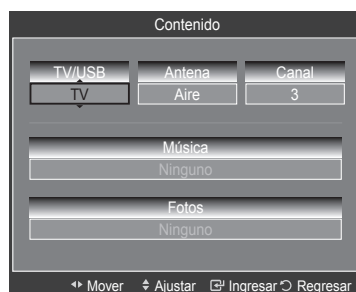 Contenido
TV/USB Antena Canal
TV Aire 3
Música
Ninguno
Fotos
Ninguno
Mover Ajustar Ingresar Regresar